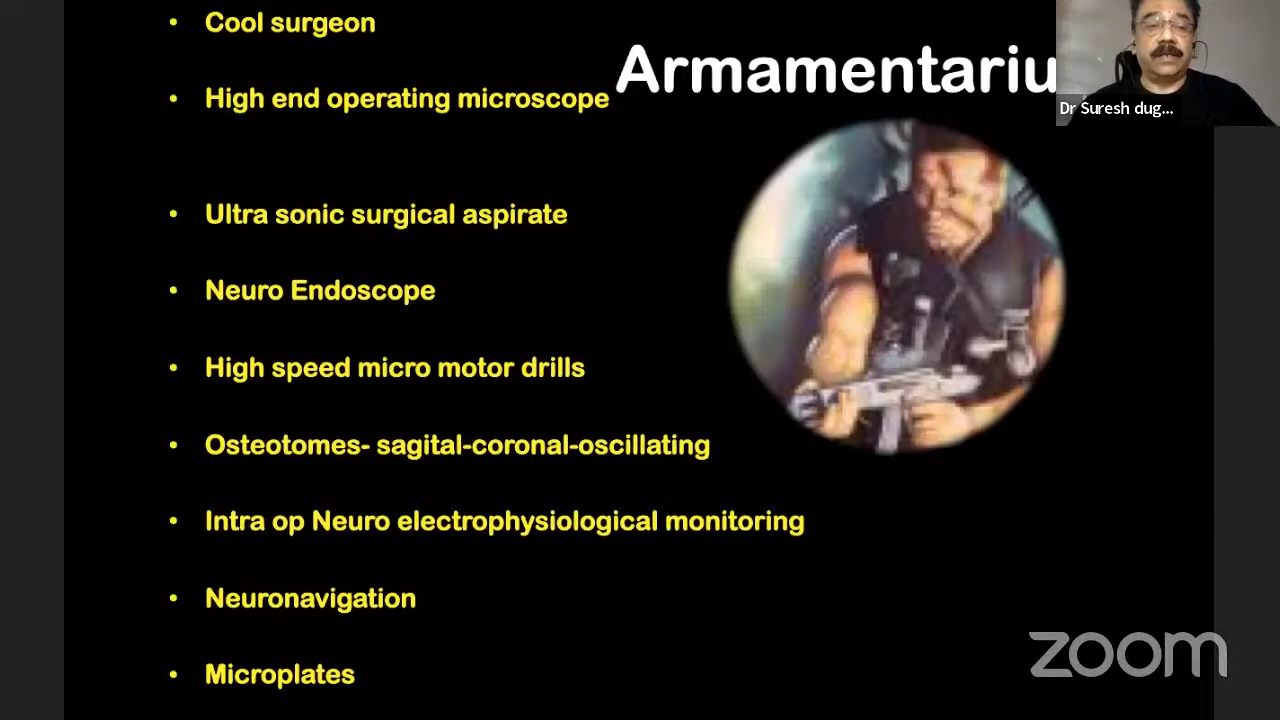 • Cool surgeon
Armamentariu
• High end operating microscope
Dr Suresh dug...
• Ultra sonic surgical aspirate
• Neuro Endoscope
• High speed micro motor drills
• Osteotomes- sagital-coronal-oscillating
• Intra op Neuro electrophysiological monitoring
• Neuronavigation
zoom
• Microplates